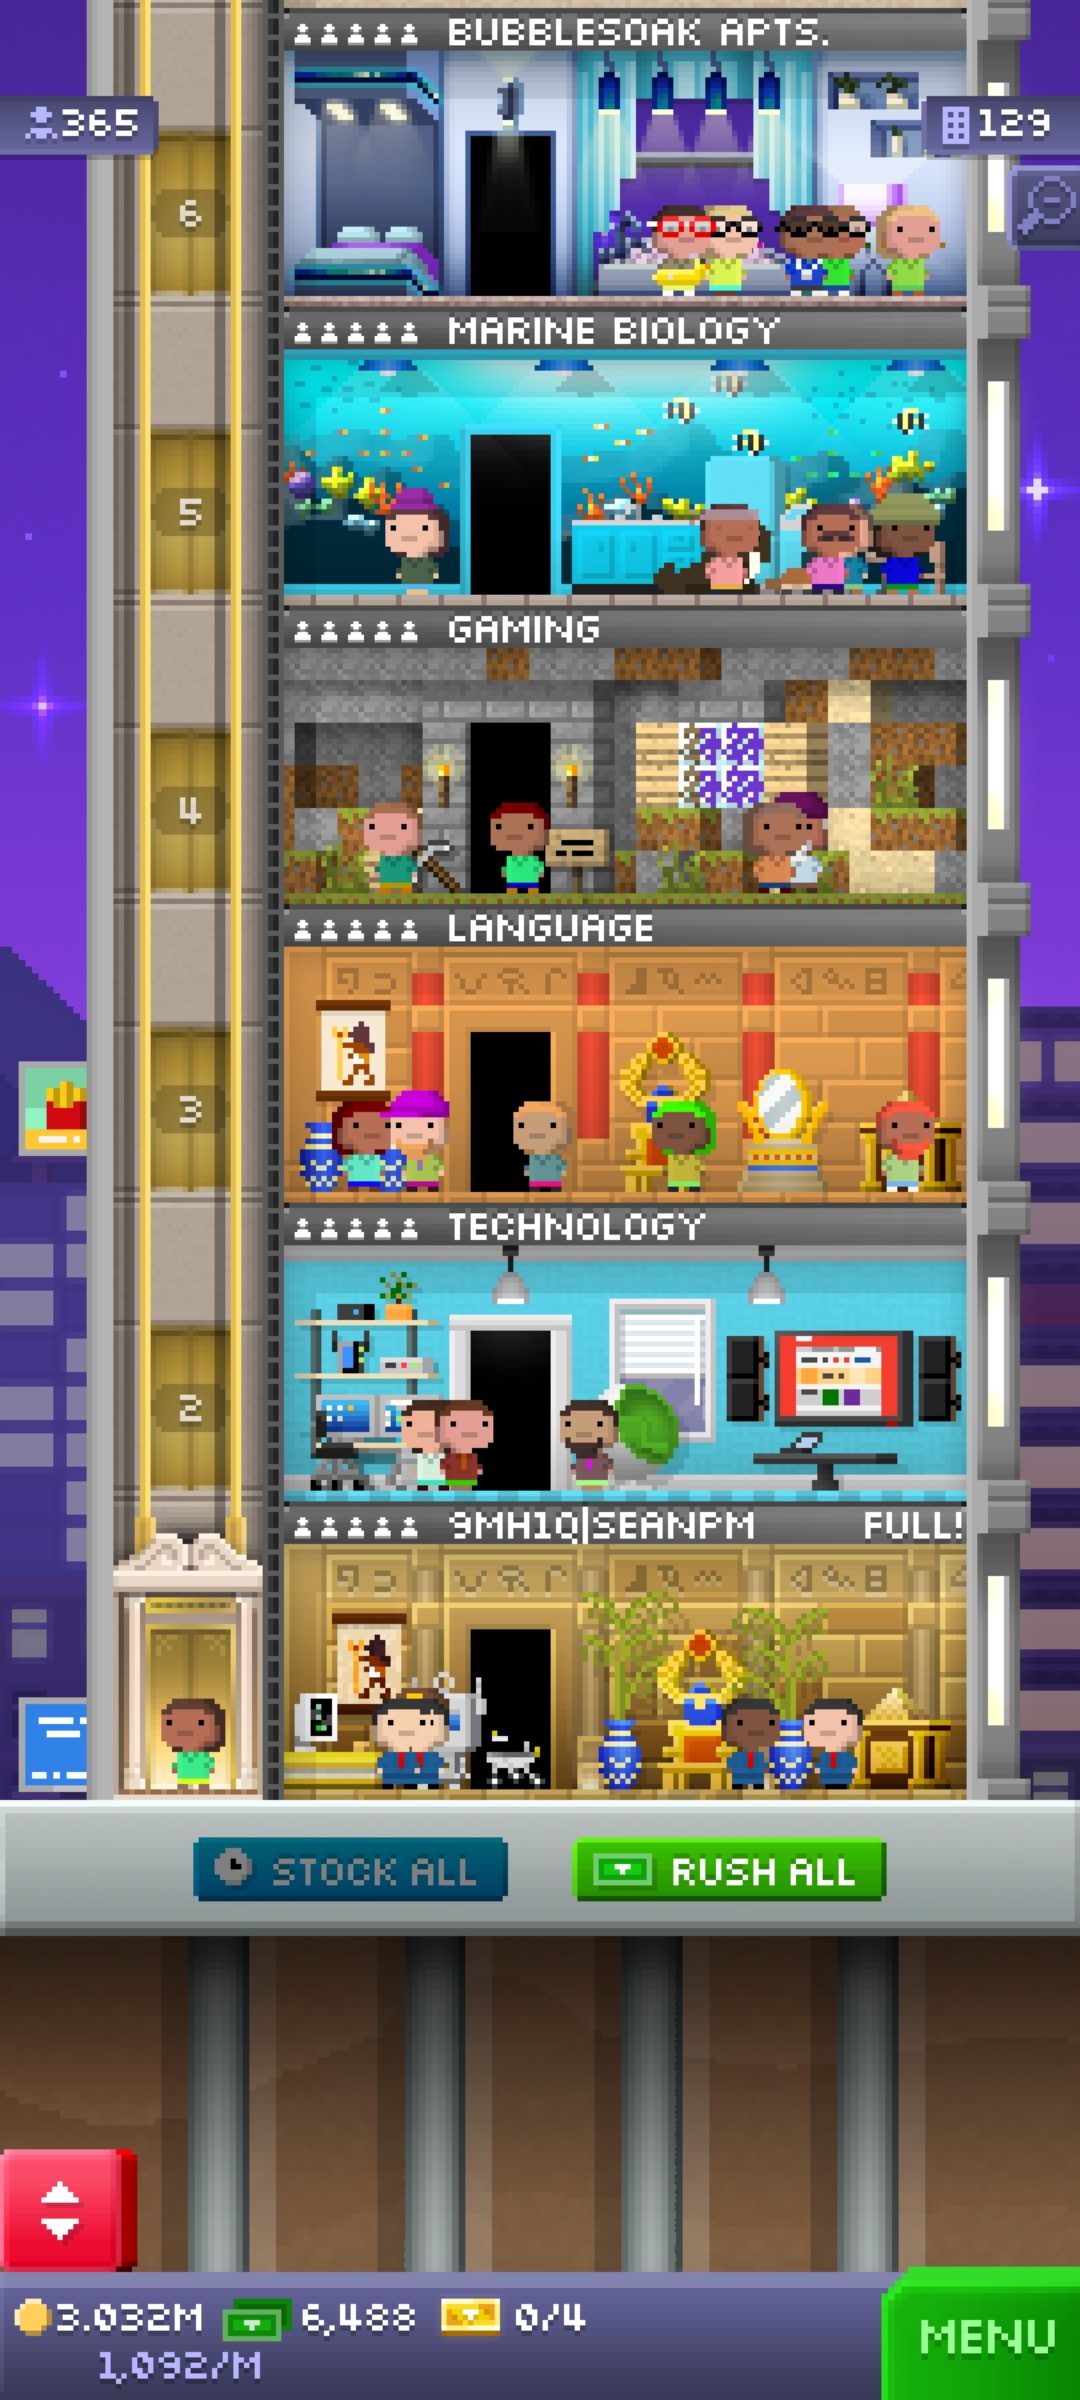 BUBBLESOAK APTS.
365
129
6
MARINE BIOLOGY
5
GAMING
4
LANGUAGE
3
TECHNOLOGY
2
9MH1Q|SEANPM FULL!
STOCK ALL
RUSH ALL
3.032M 6,488 0/4
1,092/M
MENU